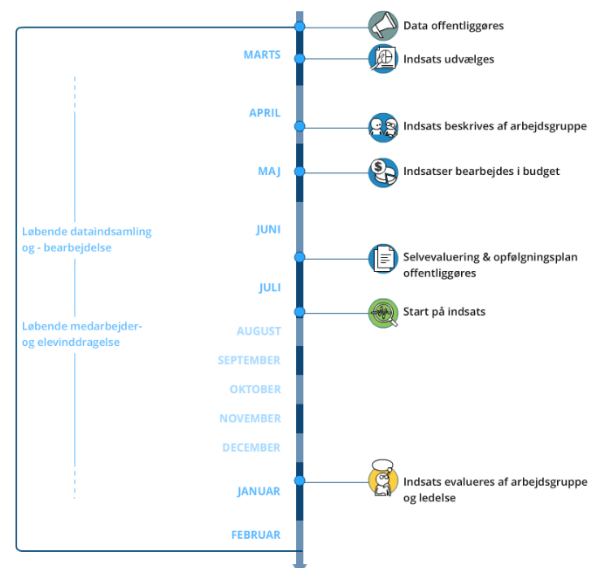 Data offentliggøres
MARTS
Indsats udvælges
APRIL
Indsats beskrives af arbejdsgruppe
MAJ
Indsatser bearbejdes i budget
JUNI
Løbende dataindsamling
og - bearbejdelse
Selvevaluering & opfølgningsplan
offentliggøres
JULI
Start på indsats
Løbende medarbejder-
og elevinddragelse
AUGUST
SEPTEMBER
OKTOBER
NOVEMBER
DECEMBER
Indsats evalueres af arbejdsgruppe
og ledelse
JANUAR
FEBRUAR